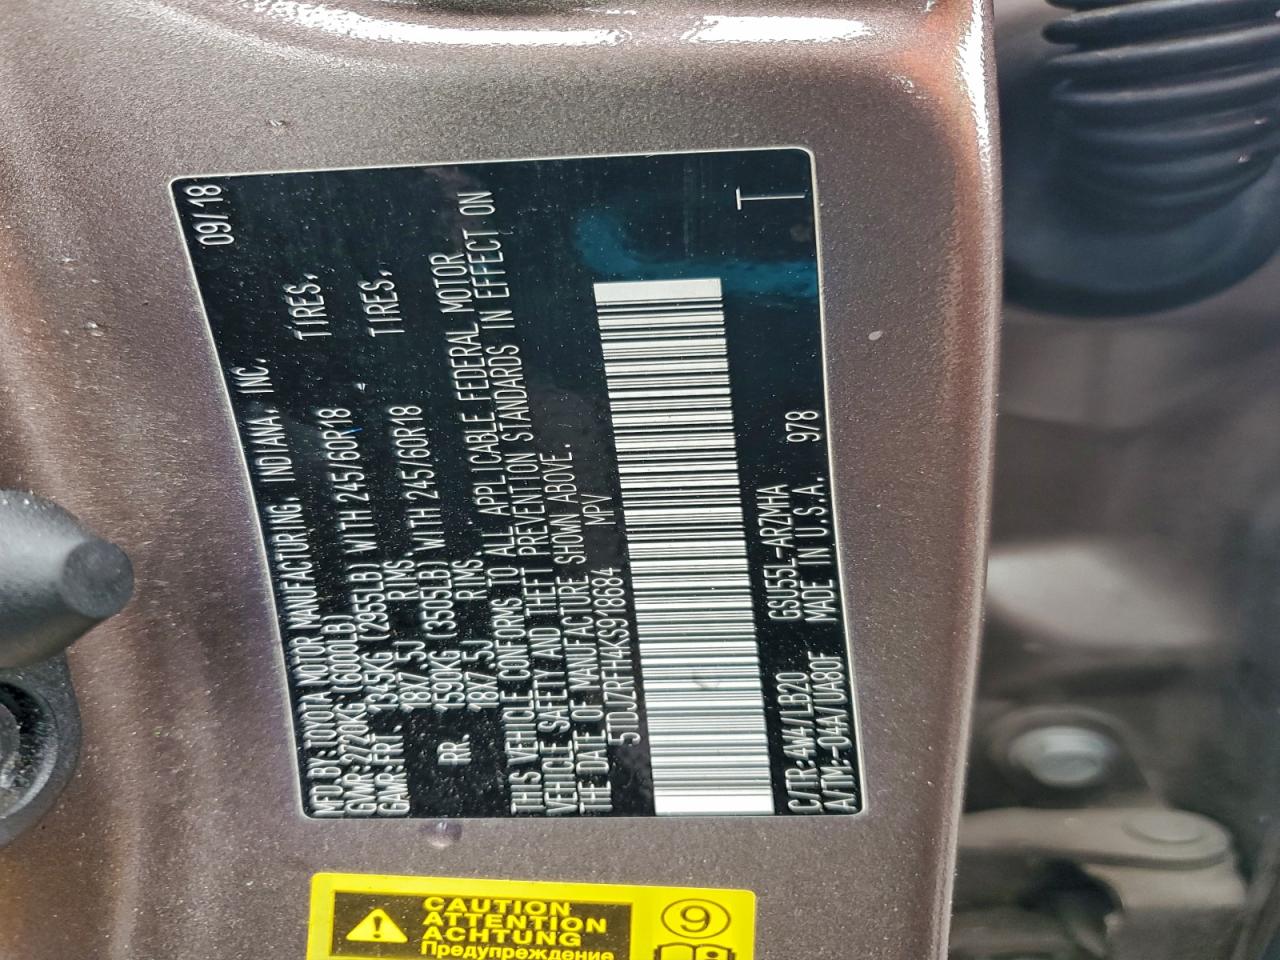 MFD BY: TOYOTA MOTOR MANUFACTURING, INDIANA, INC. 09/18
GVWR:2720KG (6000LB)
GAWR:FRT 1345KG (2955LB) WITH 245/60R18 TIRES,
18X7.5J RIMS,
RR. 1590KG (3505LB) WITH 245/60R18 TIRES,
18X7.5J RIMS,
THIS VEHICLE CONFORMS TO ALL APPLICABLE FEDERAL MOTOR
VEHICLE SAFETY AND THEFT PREVENTION STANDARDS IN EFFECT ON
THE DATE OF MANUFACTURE SHOWN ABOVE.
5TDJZRFH4KS918684 MPV
T
C/TR:4W4/LB20 GSU55L-ARZMHA
A/TM:-04A/UA80F MADE IN U.S.A. 978
CAUTION
ATTENTION
ACHTUNG
Предупреждение
9